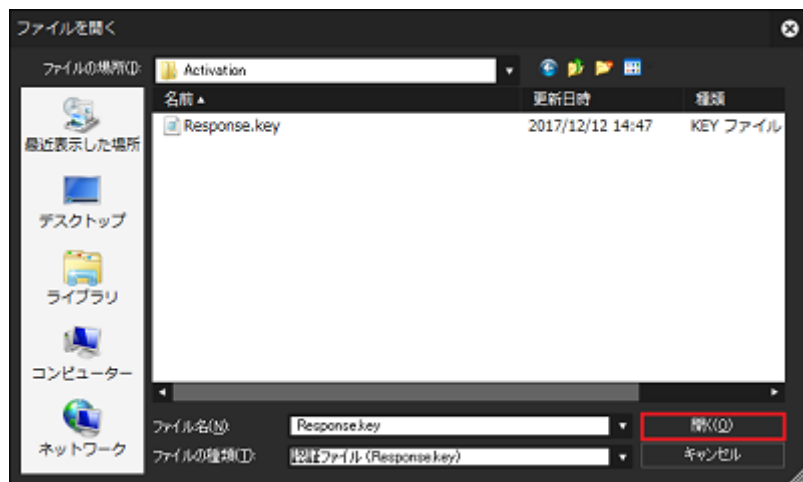 ファイルを開く
ファイルの場所(I):
Activation
名前
更新日時
種類
Response.key
2017/12/12 14:47
KEY ファイル
最近表示した場所
デスクトップ
ライブラリ
コンピューター
ネットワーク
ファイル名(N):
Response.key
開く(O)
ファイルの種類(T):
認証ファイル (Response.key)
キャンセル